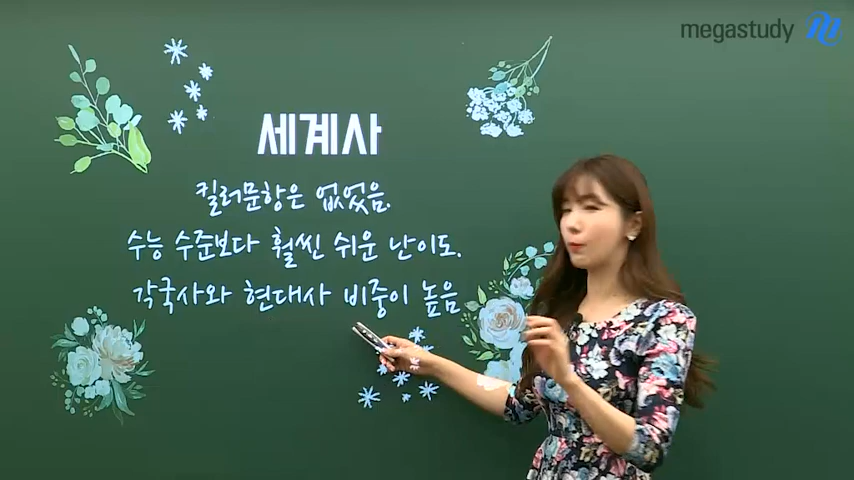 megastudy
세계사
킬러문항은 없었음.
수능 수준보다 훨씬 쉬운 난이도.
각국사와 현대사 비중이 높음